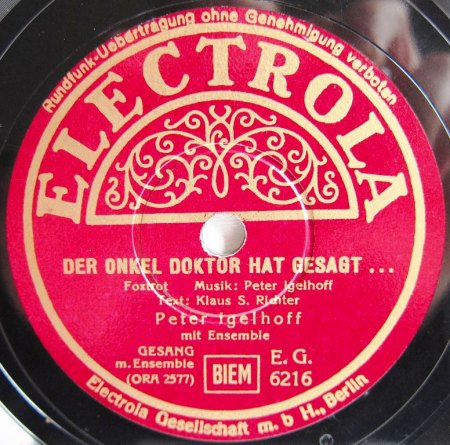 Rundfunk-Uebertragung ohne Genehmigung verboten
ELECTROLA
DER ONKEL DOKTOR HAT GESAGT ...
Foxtrot Musik: Peter Igelhoff
Text: Klaus S. Richter
Peter Igelhoff
mit Ensemble
GESANG
m. Ensemble
(ORA 2577)
BIEM
E. G.
6216
Electrola Gesellschaft m. b H., Berlin